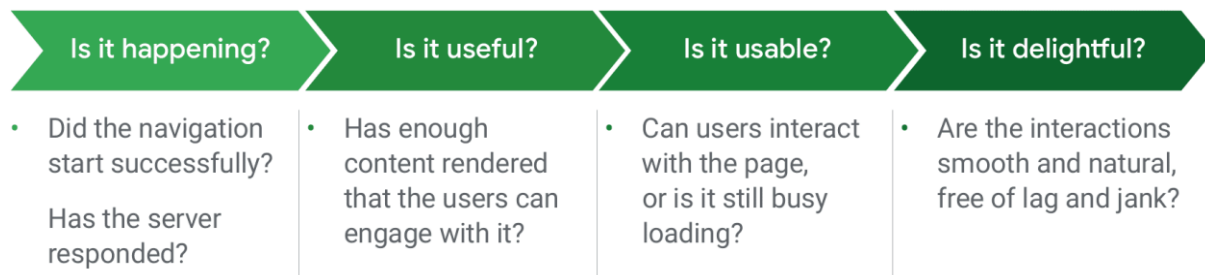 Is it happening?
Is it useful?
Is it usable?
Is it delightful?
• Did the navigation
start successfully?
Has the server
responded?
• Has enough
content rendered
that the users can
engage with it?
• Can users interact
with the page,
or is it still busy
loading?
• Are the interactions
smooth and natural,
free of lag and jank?